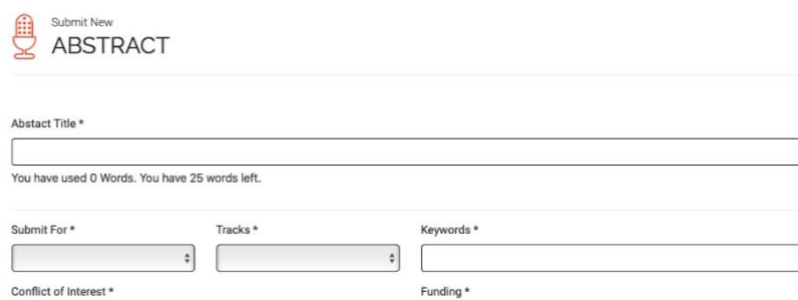 Submit New
ABSTRACT
Abstact Title *
You have used 0 Words. You have 25 words left.
Submit For * Tracks * Keywords *
Conflict of Interest * Funding *